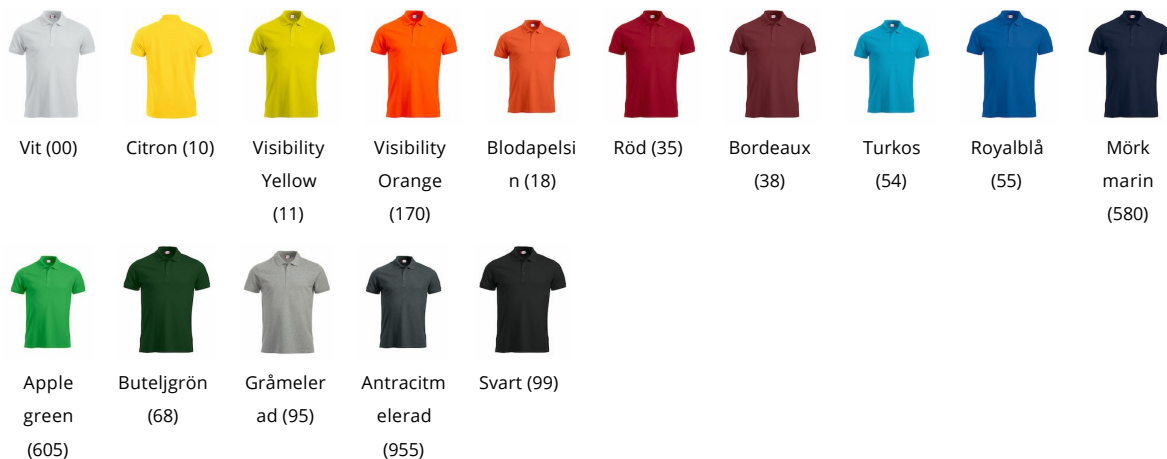 Vit (00)
Citron (10)
Visibility
Yellow
(11)
Visibility
Orange
(170)
Blodapelsi
n (18)
Röd (35)
Bordeaux
(38)
Turkos
(54)
Royalblå
(55)
Mörk
marin
(580)
Apple
green
(605)
Buteljgrön
(68)
Gråmeler
ad (95)
Antracitm
elerad
(955)
Svart (99)